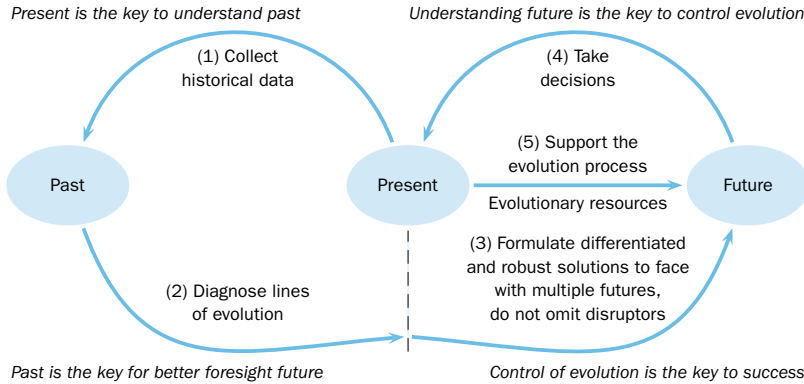 Present is the key to understand past
Understanding future is the key to control evolution
(1) Collect
historical data
(4) Take
decisions
(5) Support the
evolution process
Past
Present
Future
Evolutionary resources
(2) Diagnose lines
of evolution
(3) Formulate differentiated
and robust solutions to face
with multiple futures,
do not omit disruptors
Past is the key for better foresight future
Control of evolution is the key to success